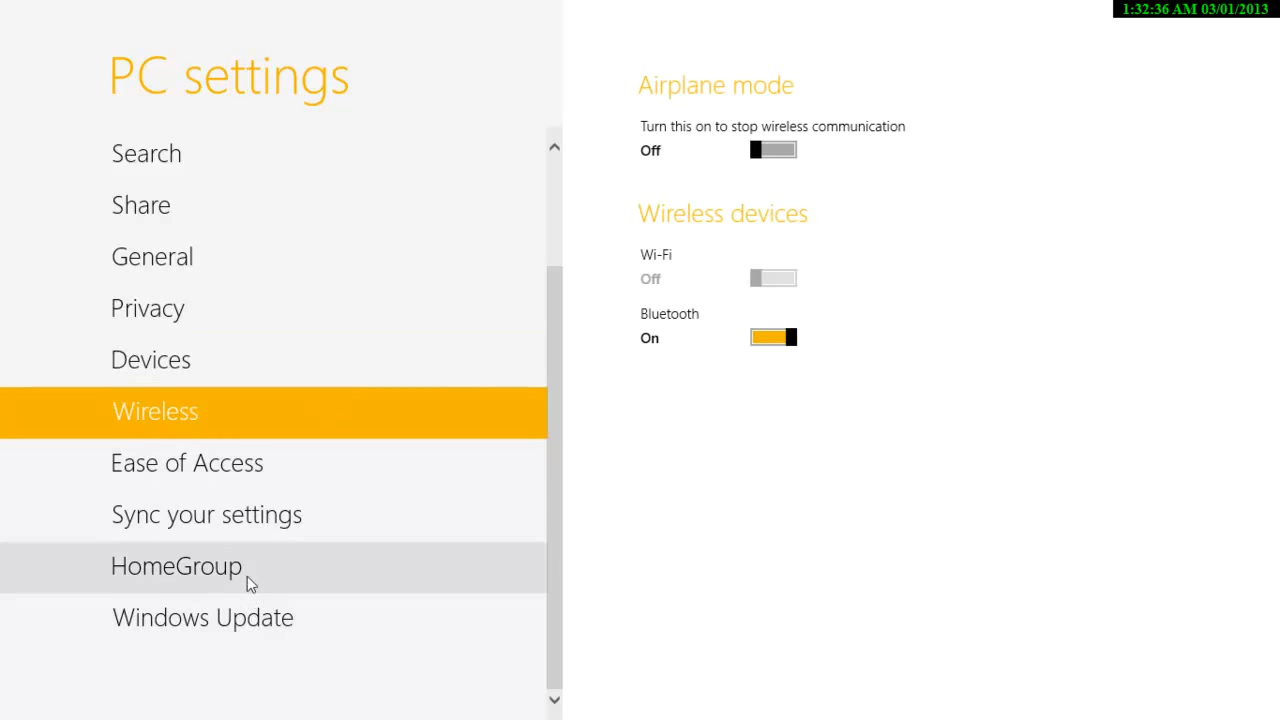 1:32:36 AM 03/01/2013
PC settings
Search
Share
General
Privacy
Devices
Wireless
Ease of Access
Sync your settings
HomeGroup
Windows Update
Airplane mode
Turn this on to stop wireless communication
Off
Wireless devices
Wi-Fi
Off
Bluetooth
On